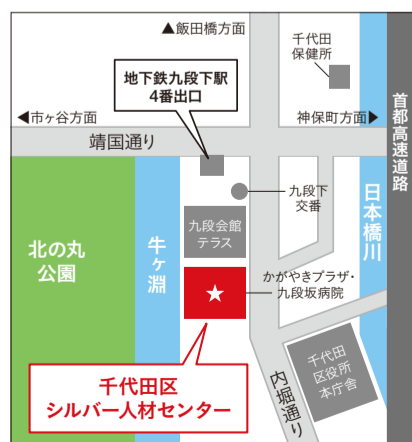 ▲飯田橋方面
千代田
保健所
地下鉄九段下駅
4番出口
◀市ヶ谷方面
神保町方面▶
靖国通り
首都高速道路
九段下
交番
日本橋川
九段会館
テラス
北の丸
公園
牛ヶ淵
かがやきプラザ・
九段坂病院
千代田
区役所
本庁舎
内堀通り
千代田区
シルバー人材センター